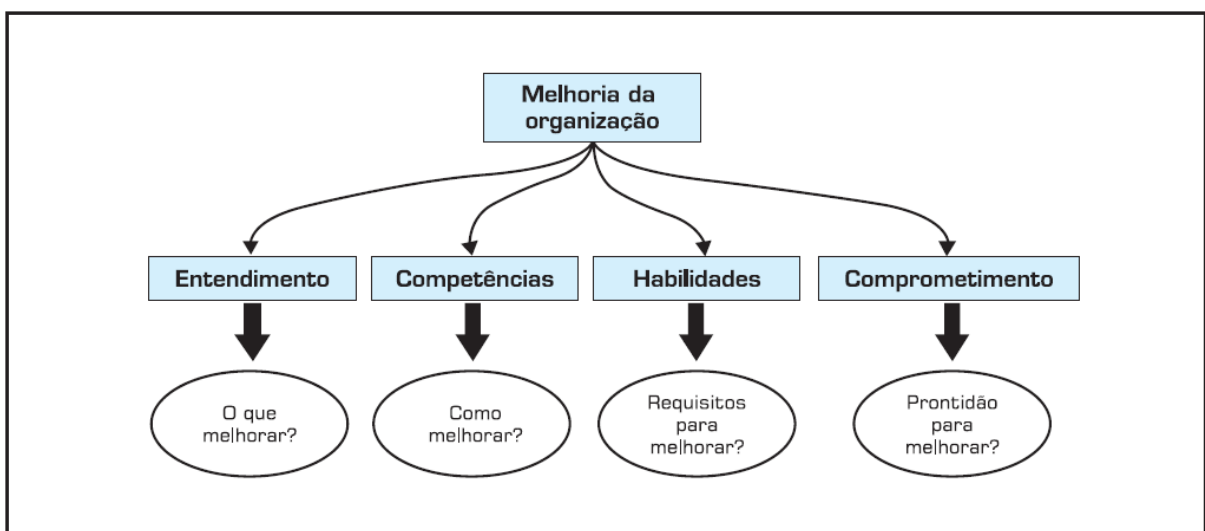 Melhoria da
organização
Entendimento
Competências
Habilidades
Comprometimento
O que
melhorar?
Como
melhorar?
Requisitos
para
melhorar?
Prontidão
para
melhorar?